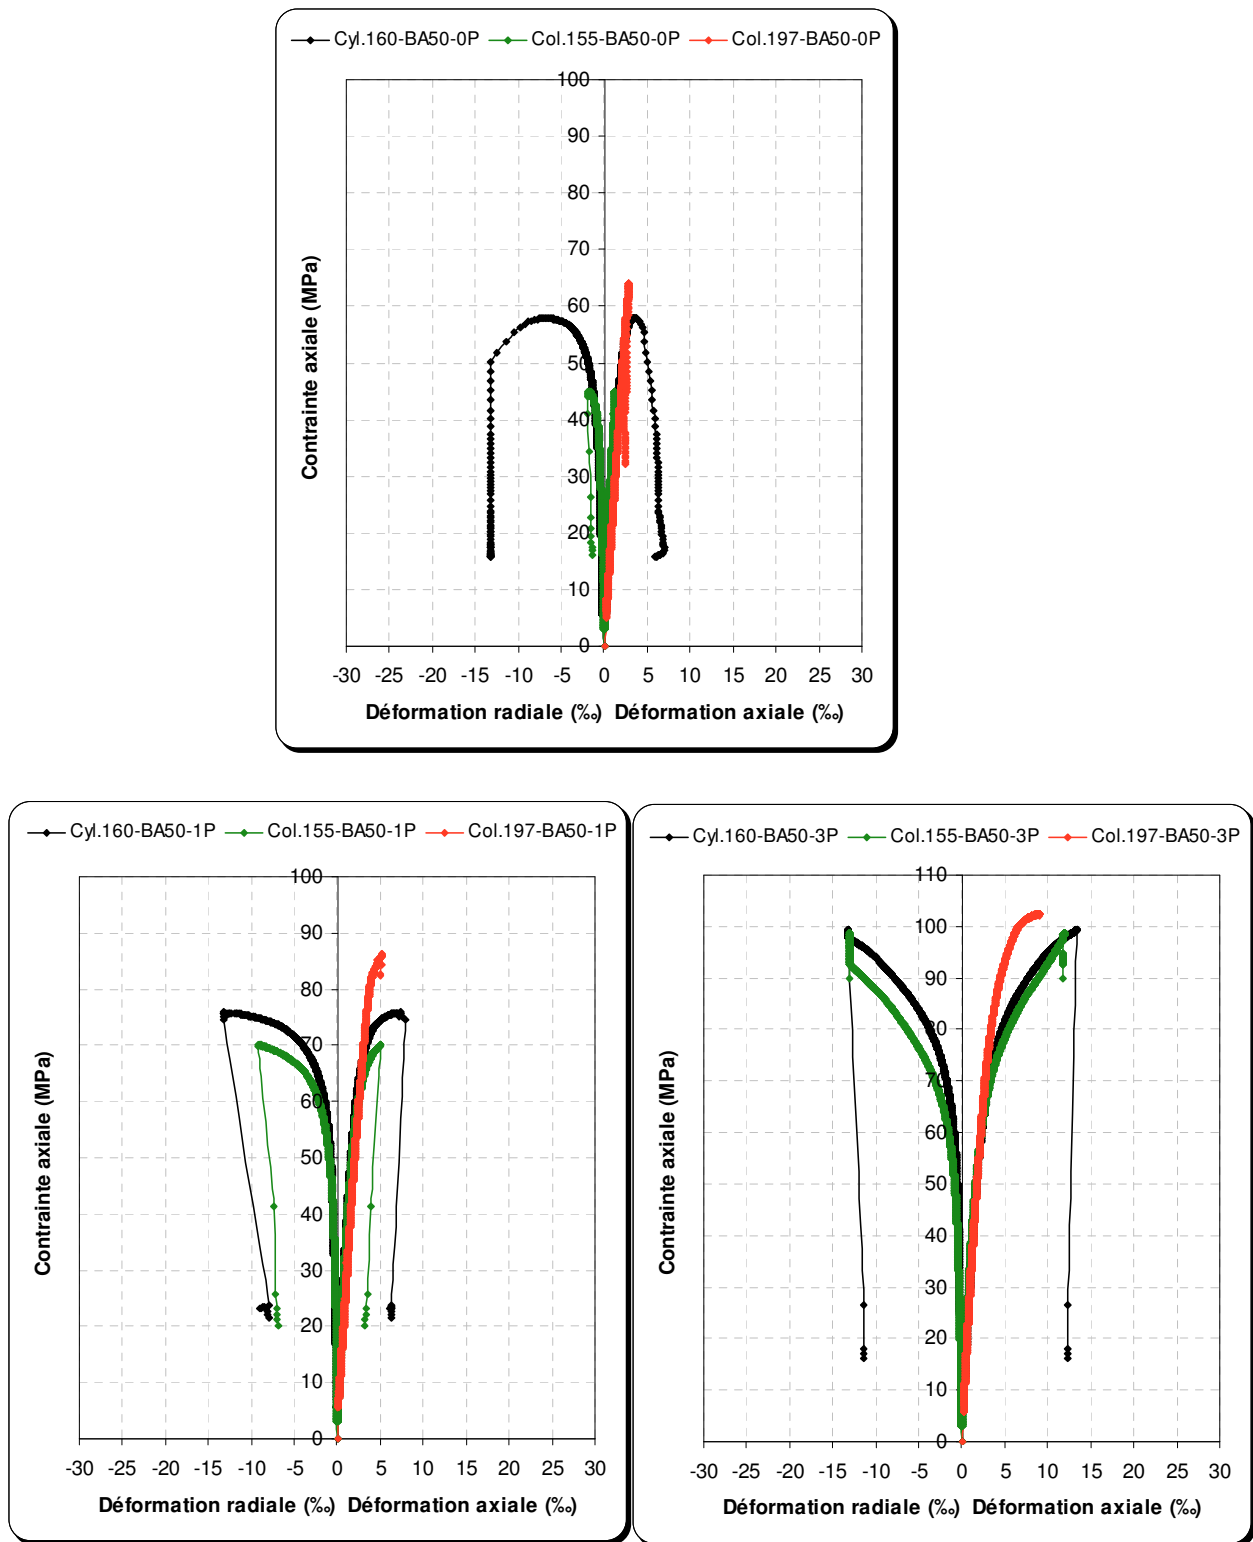 Cyl.160-BA50-0P Col.155-BA50-0P Col.197-BA50-0P
100
90
80
70
60
50
40
30
20
10
0
-30 -25 -20 -15 -10 -5 0 5 10 15 20 25 30
Contrainte axiale (MPa)
Déformation radiale (‰) Déformation axiale (‰)
Cyl.160-BA50-1P Col.155-BA50-1P Col.197-BA50-1P
100
90
80
70
60
50
40
30
20
10
0
-30 -25 -20 -15 -10 -5 0 5 10 15 20 25 30
Contrainte axiale (MPa)
Déformation radiale (‰) Déformation axiale (‰)
Cyl.160-BA50-3P Col.155-BA50-3P Col.197-BA50-3P
110
100
90
80
70
60
50
40
30
20
10
0
-30 -25 -20 -15 -10 -5 0 5 10 15 20 25 30
Contrainte axiale (MPa)
Déformation radiale (‰) Déformation axiale (‰)